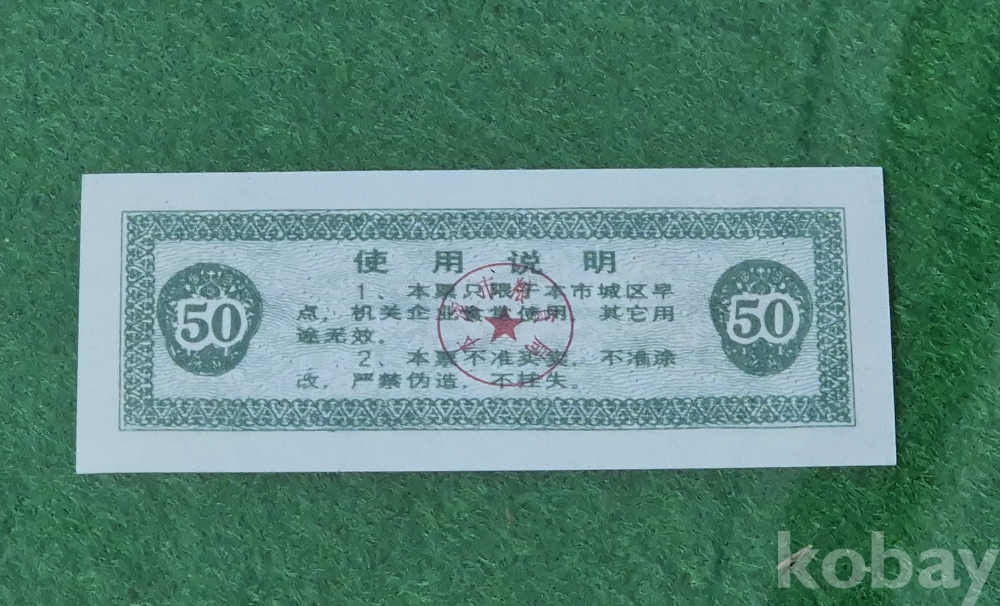 使用说明
50
50
1、本票只限于本市城区早
点，机关企业食堂使用，其它用
途无效。
2、本票不准买卖，不准涂
改，严禁伪造，不挂失。
kobay